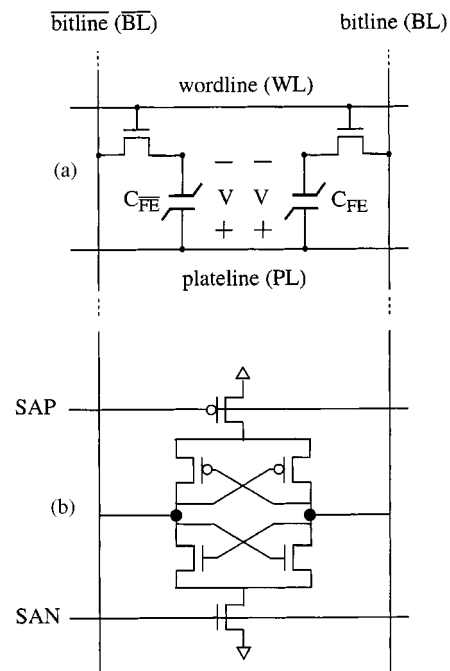 bitline (BL) bitline (BL)
wordline (WL)
(a)
− −
C_FE V V C_FE
+ +
plateline (PL)
SAP
(b)
SAN